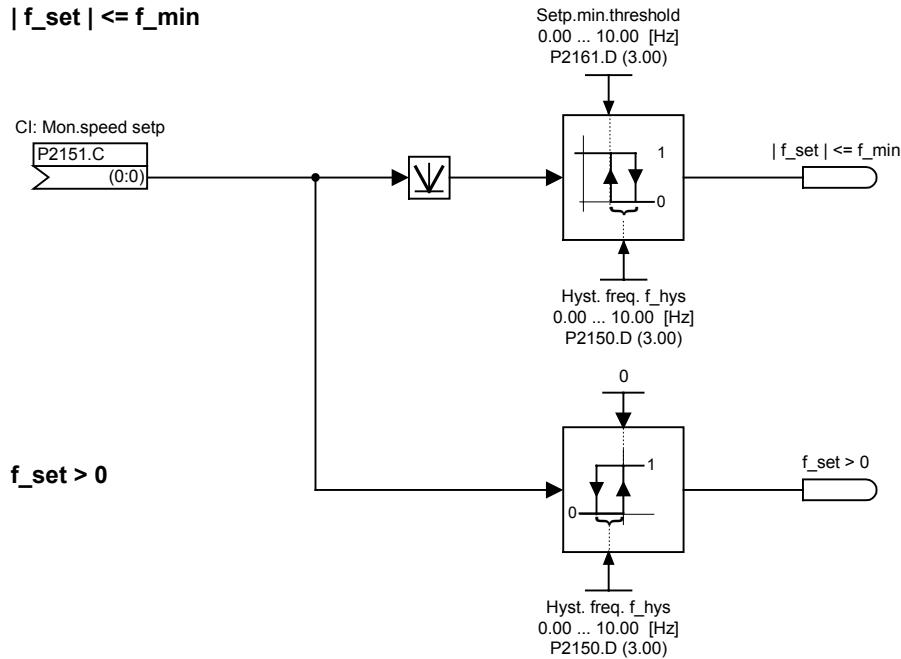 | f_set | <= f_min
Setp.min.threshold
0.00 ... 10.00 [Hz]
P2161.D (3.00)
CI: Mon.speed setp
P2151.C
(0:0)
1
0
| f_set | <= f_min
Hyst. freq. f_hys
0.00 ... 10.00 [Hz]
P2150.D (3.00)
f_set > 0
0
1
0
f_set > 0
Hyst. freq. f_hys
0.00 ... 10.00 [Hz]
P2150.D (3.00)